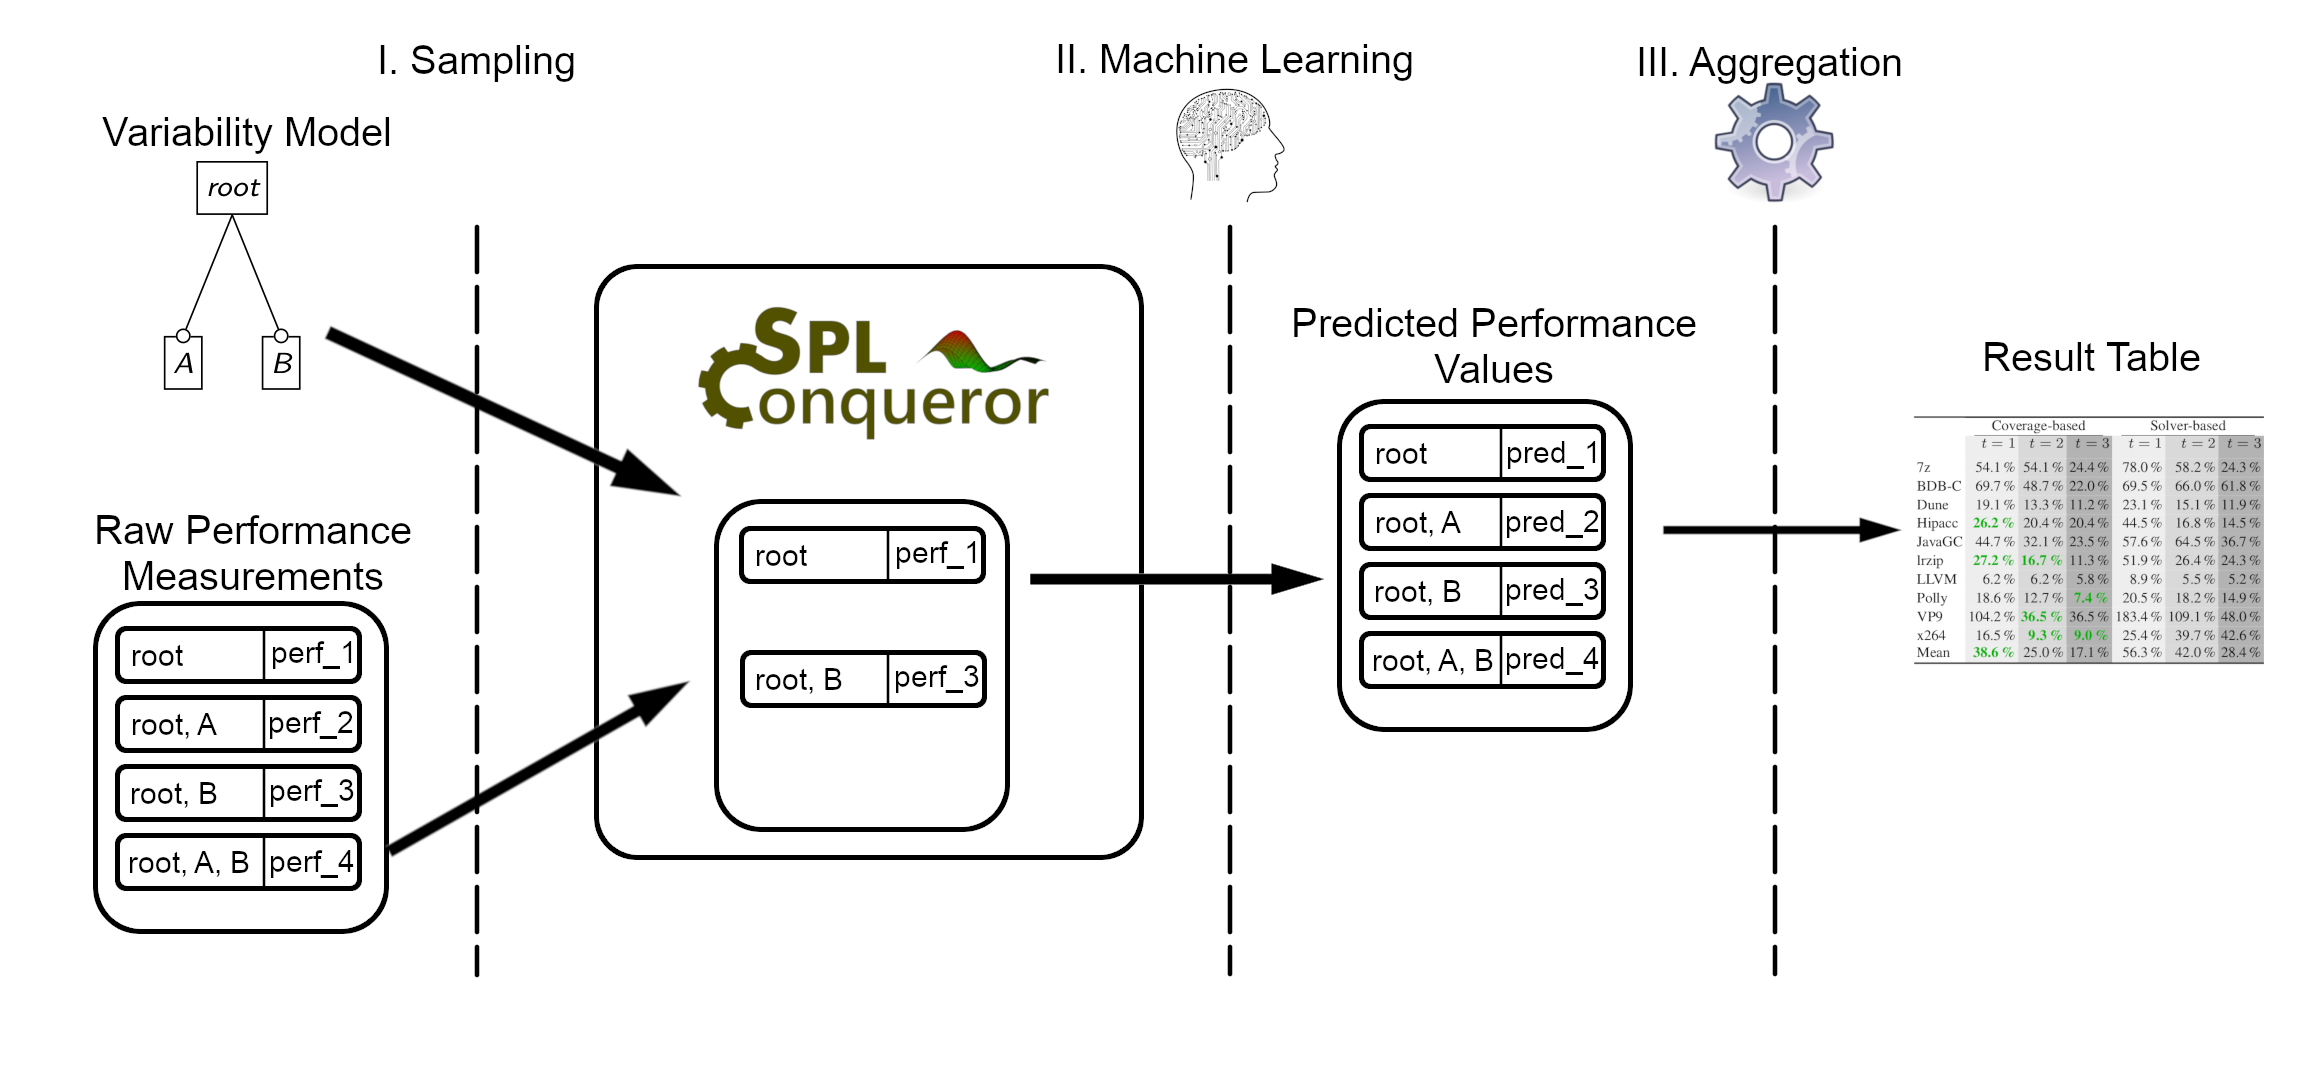 I. Sampling
II. Machine Learning
III. Aggregation
Variability Model
root
A
B
Raw Performance
Measurements
root perf_1
root, A perf_2
root, B perf_3
root, A, B perf_4
SPL
Conqueror
root perf_1
root, B perf_3
Predicted Performance
Values
root pred_1
root, A pred_2
root, B pred_3
root, A, B pred_4
Result Table
Coverage-based Solver-based
t = 1 t = 2 t = 3 t = 1 t = 2 t = 3
7z 54.1 % 54.1 % 24.4 % 78.0 % 58.2 % 24.3 %
BDB-C 69.7 % 48.7 % 22.0 % 69.5 % 66.0 % 61.8 %
Dune 19.1 % 13.3 % 11.2 % 23.1 % 15.1 % 11.9 %
Hipacc 26.2 % 20.4 % 20.4 % 44.5 % 16.8 % 14.5 %
JavaGC 44.7 % 32.1 % 23.5 % 57.6 % 64.5 % 36.7 %
lrzip 27.2 % 16.7 % 11.3 % 51.9 % 26.4 % 24.3 %
LLVM 6.2 % 6.2 % 5.8 % 8.9 % 5.5 % 5.2 %
Polly 18.6 % 12.7 % 7.4 % 20.5 % 18.2 % 14.9 %
VP9 104.2 % 36.5 % 36.5 % 183.4 % 109.1 % 48.0 %
x264 16.5 % 9.3 % 9.0 % 25.4 % 39.7 % 42.6 %
Mean 38.6 % 25.0 % 17.1 % 56.3 % 42.0 % 28.4 %